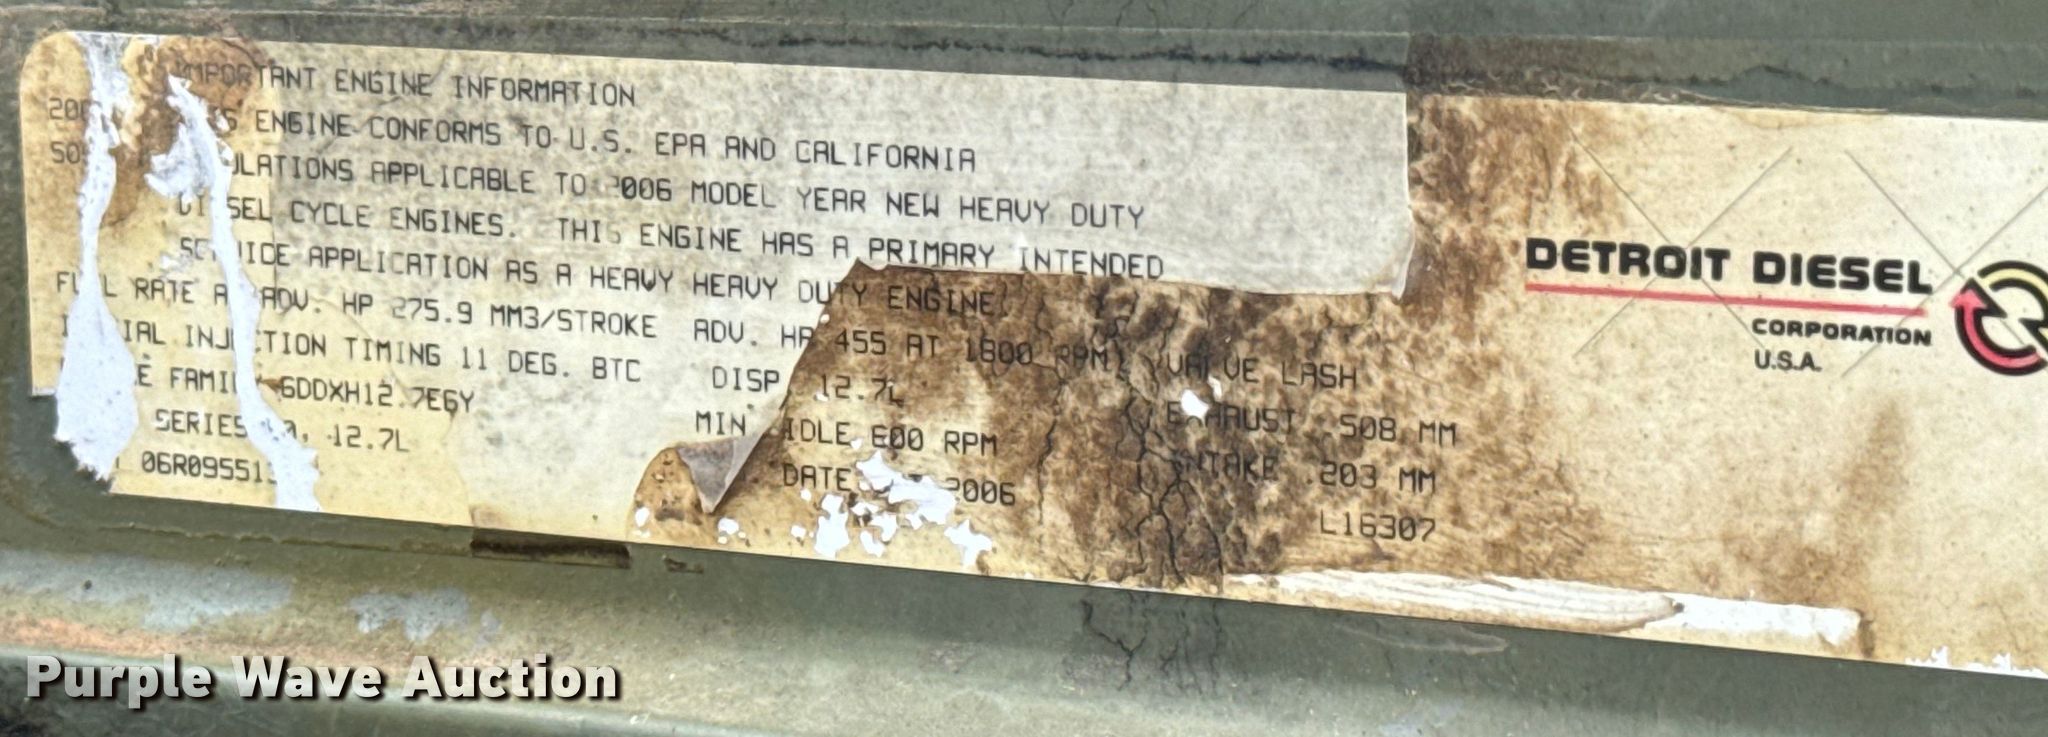 IMPORTANT ENGINE INFORMATION
ENGINE CONFORMS TO U.S. EPA AND CALIFORNIA
APPLICABLE TO 2006 MODEL YEAR NEW HEAVY DUTY
DIESEL CYCLE ENGINES. THIS ENGINE HAS A PRIMARY INTENDED
APPLICATION AS A HEAVY HEAVY DUTY ENGINE.
FUEL RATE ADV. HP 275.9 MM3/STROKE ADV. HP 455 AT 1800 RPM VALVE LASH
INJECTION TIMING 11 DEG. BTC DISP 12.7L EXHAUST .508 MM
FAMILY 6DDXH12.7EGY MIN IDLE 600 RPM INTAKE .203 MM
SERIES 12.7L DATE 2006 L16307
DETROIT DIESEL
CORPORATION
U.S.A.
Purple Wave Auction